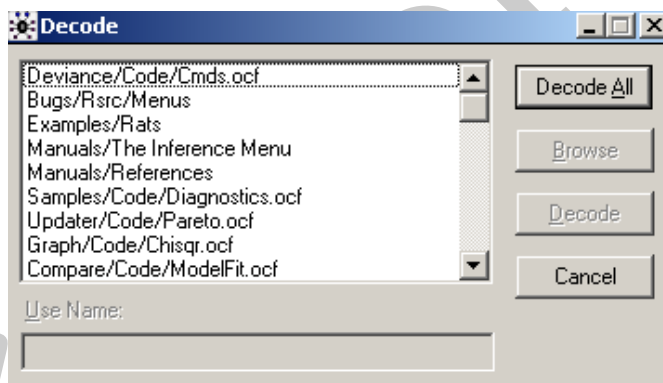 Decode
Deviance/Code/Cmds.ocf
Bugs/Rsrc/Menus
Examples/Rats
Manuals/The Inference Menu
Manuals/References
Samples/Code/Diagnostics.ocf
Updater/Code/Pareto.ocf
Graph/Code/Chisqr.ocf
Compare/Code/ModelFit.ocf
Decode All
Browse
Decode
Cancel
Use Name: